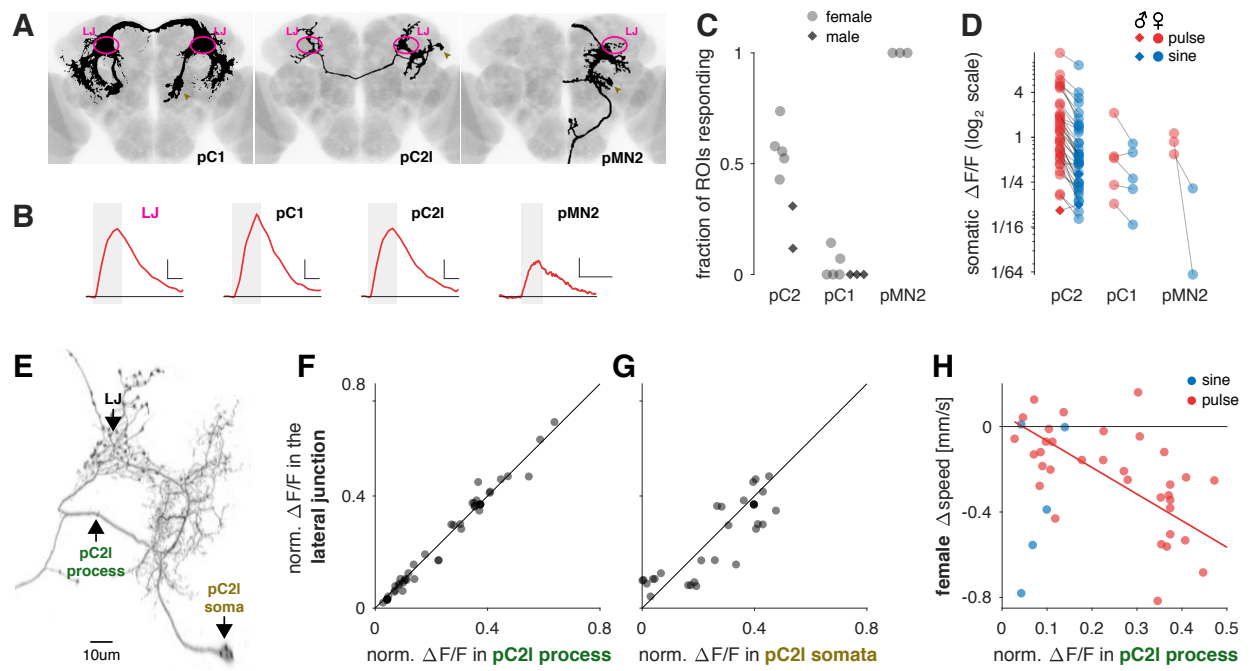 A
LJ
LJ
pC1
LJ
LJ
pC2l
LJ
pMN2
B
LJ
pC1
pC2l
pMN2
C
female
male
fraction of ROIs responding
1
0.5
0
pC2
pC1
pMN2
D
♂ ♀
pulse
sine
somatic ΔF/F (log2 scale)
4
1
1/4
1/16
1/64
pC2
pC1
pMN2
E
LJ
pC2l
process
pC2l
soma
10um
F
norm. ΔF/F in the
lateral junction
0.8
0.4
0
0
0.4
0.8
norm. ΔF/F in pC2l process
G
0
0.4
0.8
norm. ΔF/F in pC2l somata
H
sine
pulse
female Δspeed [mm/s]
0
-0.4
-0.8
0
0.1
0.2
0.3
0.4
0.5
norm. ΔF/F in pC2l process